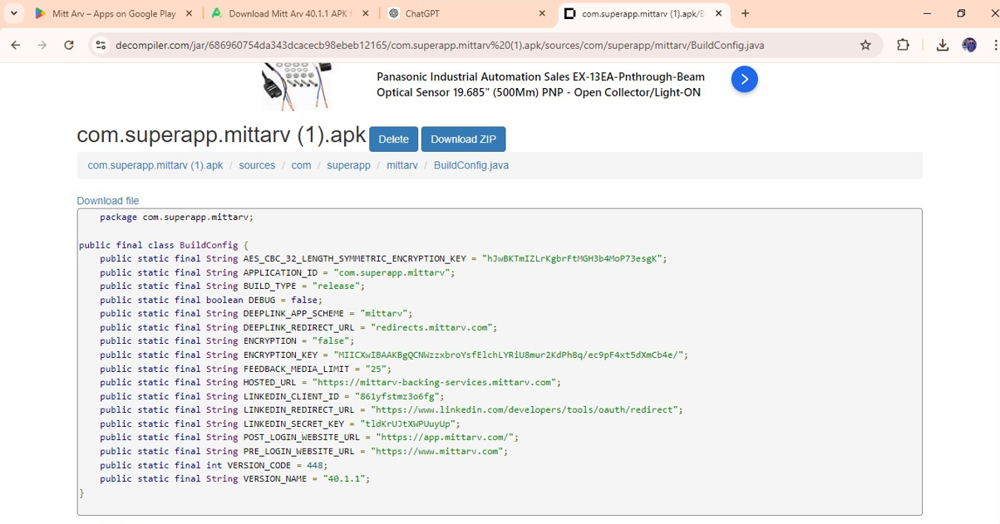 Mitt Arv – Apps on Google Play
Download Mitt Arv 40.1.1 APK f
ChatGPT
com.superapp.mittarv (1).apk/B
decompiler.com/jar/686960754da343dcacecb98ebeb12165/com.superapp.mittarv%20(1).apk/sources/com/superapp/mittarv/BuildConfig.java
Panasonic Industrial Automation Sales EX-13EA-Pnthrough-Beam
Optical Sensor 19.685" (500Mm) PNP - Open Collector/Light-ON
com.superapp.mittarv (1).apk Delete Download ZIP
com.superapp.mittarv (1).apk / sources / com / superapp / mittarv / BuildConfig.java
Download file
package com.superapp.mittarv;
public final class BuildConfig {
public static final String AES_CBC_32_LENGTH_SYMMETRIC_ENCRYPTION_KEY = "hJwBKTmIZLrKgbrFtMGH3b4MoP73esgK";
public static final String APPLICATION_ID = "com.superapp.mittarv";
public static final String BUILD_TYPE = "release";
public static final boolean DEBUG = false;
public static final String DEEPLINK_APP_SCHEME = "mittarv";
public static final String DEEPLINK_REDIRECT_URL = "redirects.mittarv.com";
public static final String ENCRYPTION = "false";
public static final String ENCRYPTION_KEY = "MIICXwIBAAKBgQCNWzzxbroYsfElchLYRiU8mur2KdPh8q/ec9pF4xt5dXmCb4e/";
public static final String FEEDBACK_MEDIA_LIMIT = "25";
public static final String HOSTED_URL = "https://mittarv-backing-services.mittarv.com";
public static final String LINKEDIN_CLIENT_ID = "861yfstmz3o6fg";
public static final String LINKEDIN_REDIRECT_URL = "https://www.linkedin.com/developers/tools/oauth/redirect";
public static final String LINKEDIN_SECRET_KEY = "tldKrUJtXWPUuyUp";
public static final String POST_LOGIN_WEBSITE_URL = "https://app.mittarv.com/";
public static final String PRE_LOGIN_WEBSITE_URL = "https://www.mittarv.com";
public static final int VERSION_CODE = 448;
public static final String VERSION_NAME = "40.1.1";
}